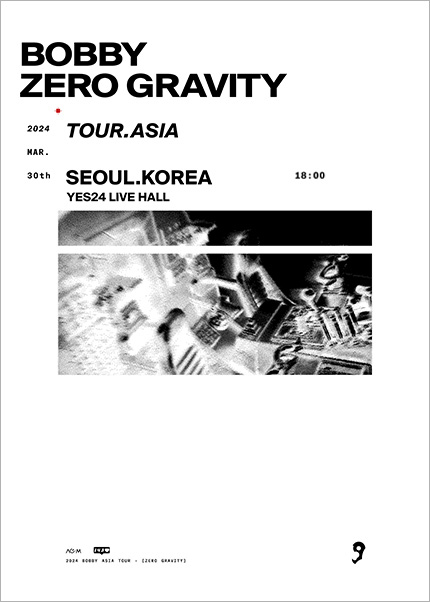 BOBBY
ZERO GRAVITY
2024 TOUR.ASIA
MAR.
30th SEOUL.KOREA 18:00
YES24 LIVE HALL
2024 BOBBY ASIA TOUR - [ZERO GRAVITY]
9